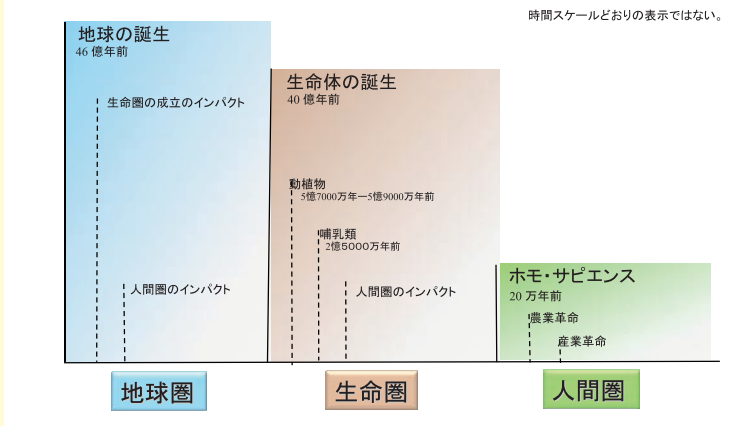 時間スケールどおりの表示ではない。
地球の誕生
46 億年前
生命圏の成立のインパクト
人間圏のインパクト
生命体の誕生
40 億年前
動植物
5憶7000万年ー5憶9000万年前
哺乳類
2憶5000万年前
人間圏のインパクト
ホモ・サピエンス
20 万年前
農業革命
産業革命
地球圏
生命圏
人間圏